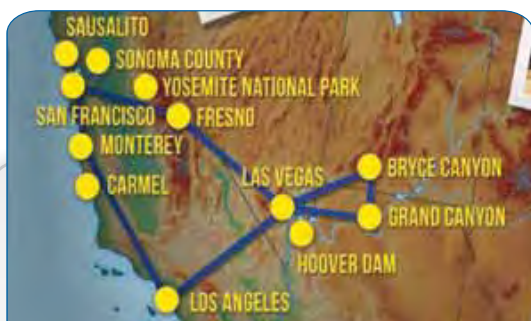 SAUSALITO
SONOMA COUNTY
YOSEMITE NATIONAL PARK
SAN FRANCISCO
FRESNO
MONTEREY
LAS VEGAS
BRYCE CANYON
CARMEL
GRAND CANYON
HOOVER DAM
LOS ANGELES